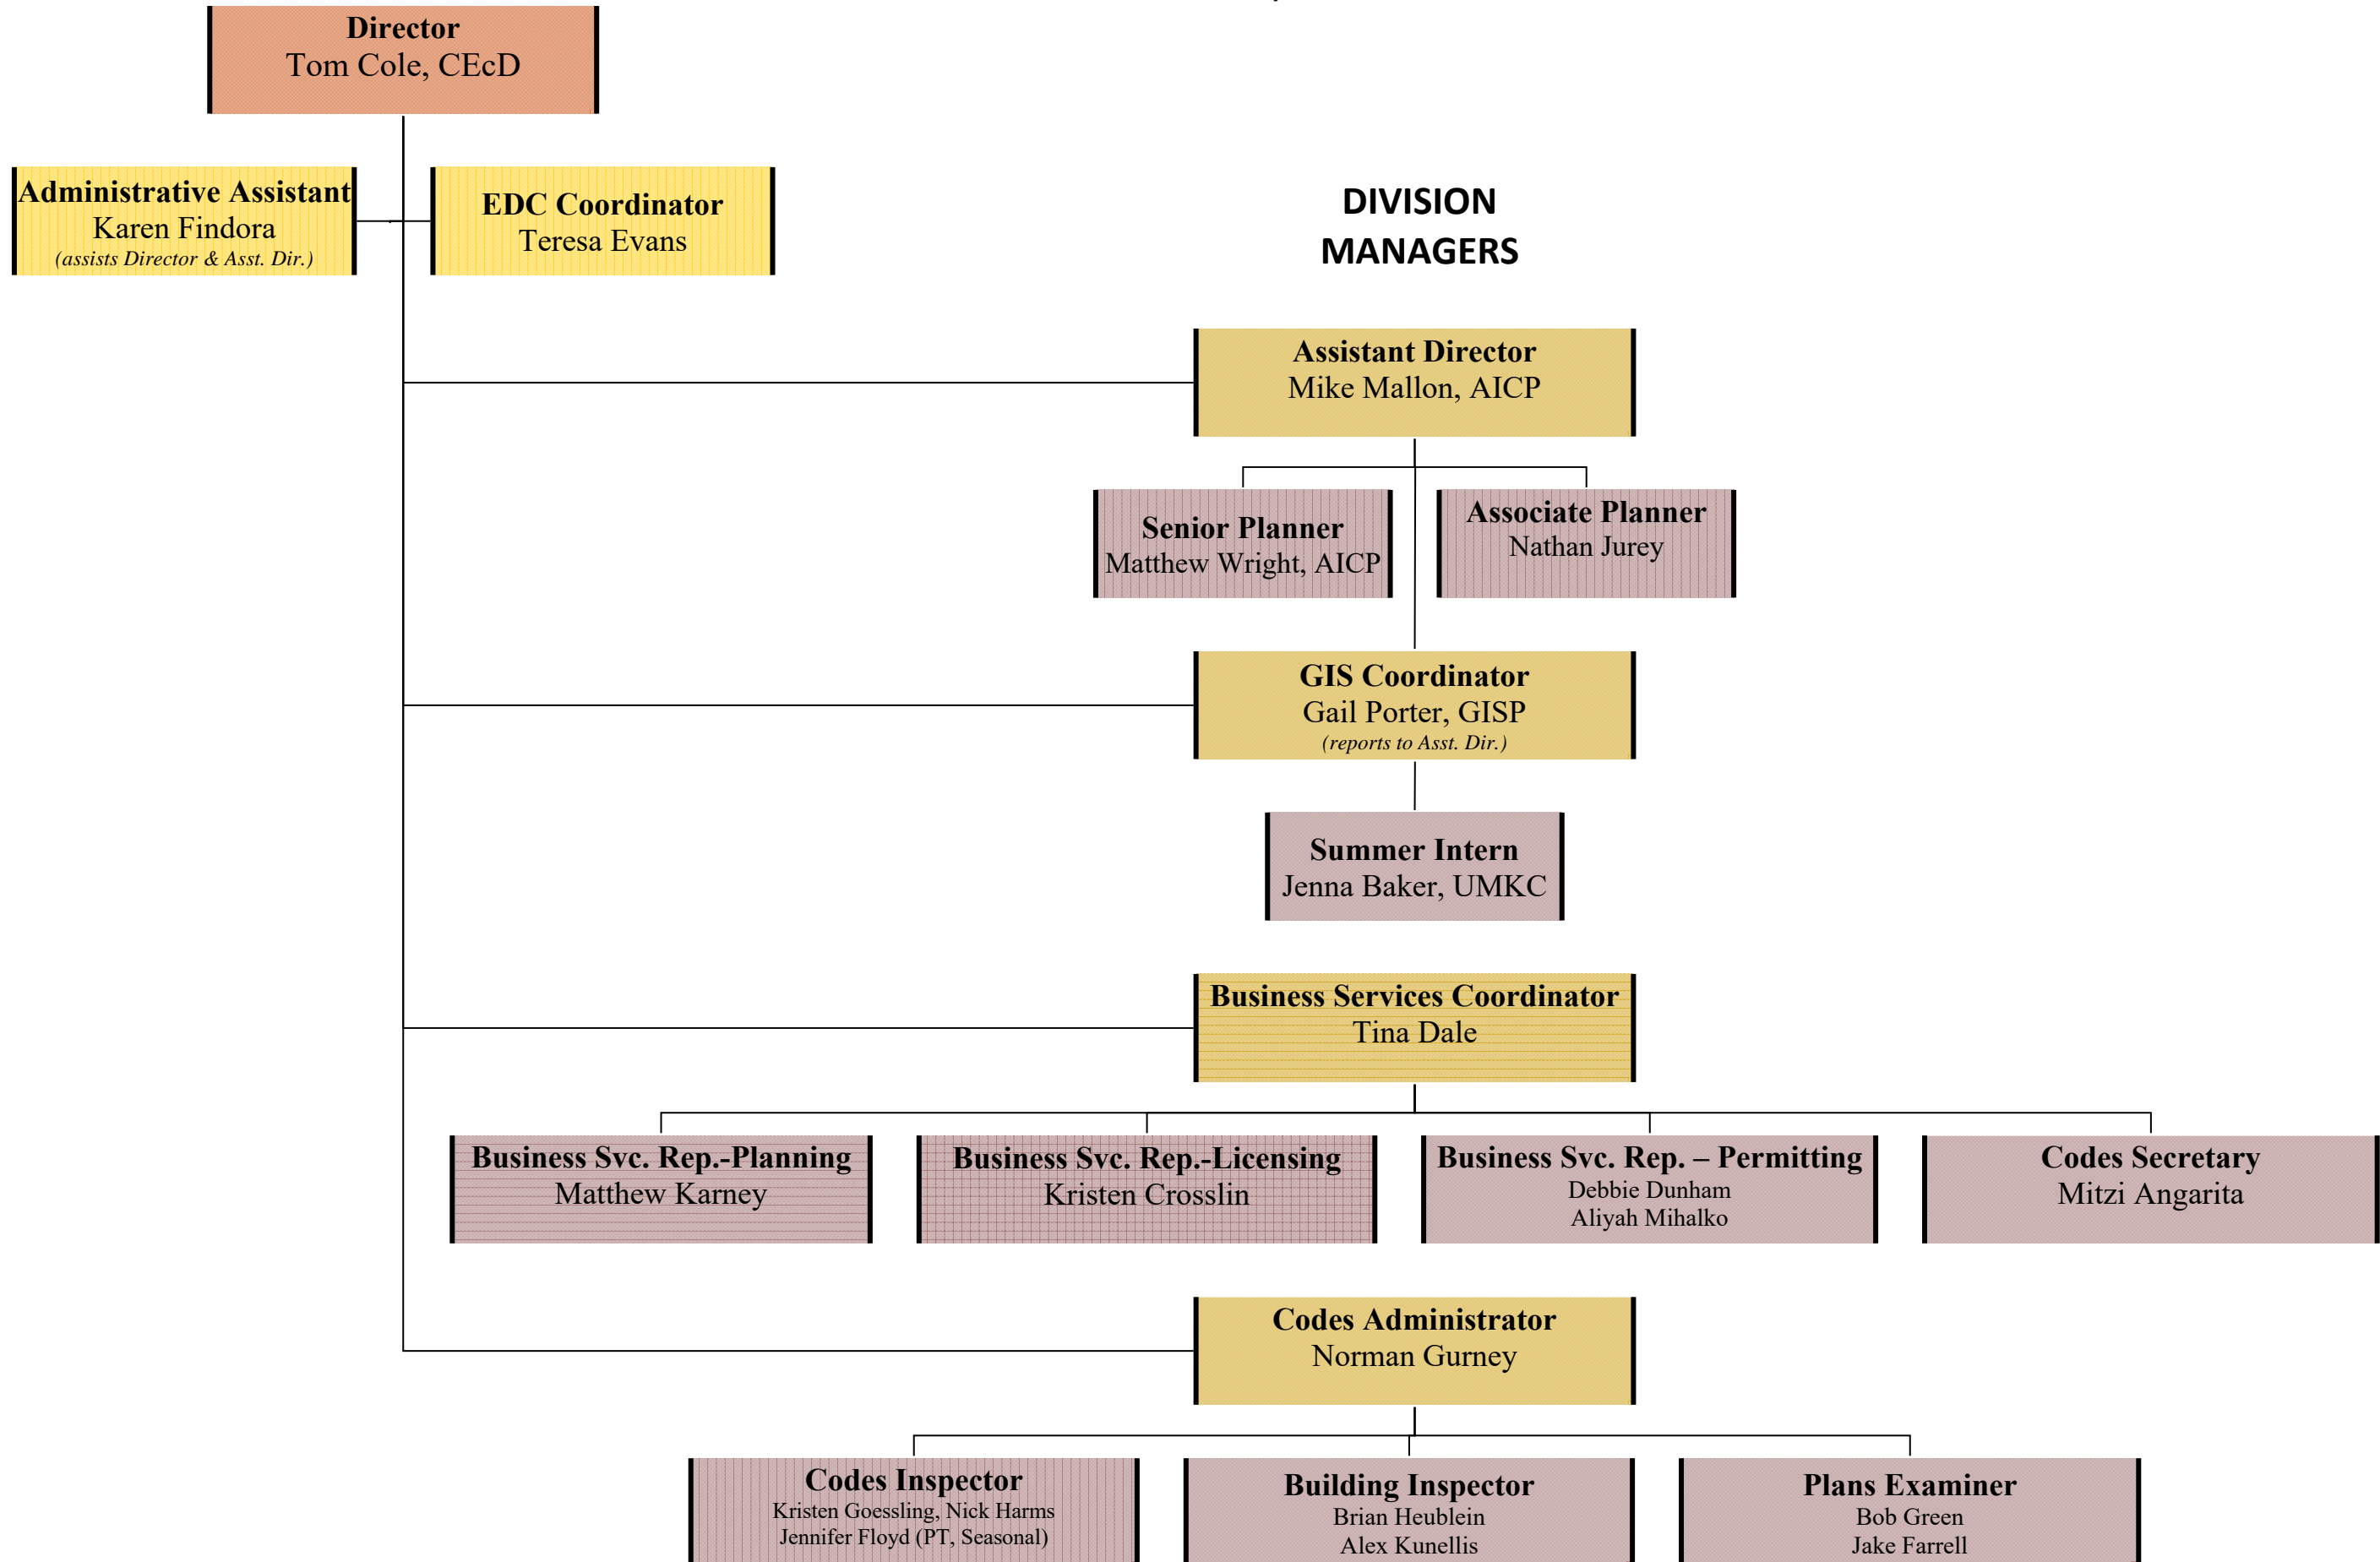 Director
Tom Cole, CEcD
Administrative Assistant
Karen Findora
(assists Director & Asst. Dir.)
EDC Coordinator
Teresa Evans
DIVISION
MANAGERS
Assistant Director
Mike Mallon, AICP
Senior Planner
Matthew Wright, AICP
Associate Planner
Nathan Jurey
GIS Coordinator
Gail Porter, GISP
(reports to Asst. Dir.)
Summer Intern
Jenna Baker, UMKC
Business Services Coordinator
Tina Dale
Business Svc. Rep.-Planning
Matthew Karney
Business Svc. Rep.-Licensing
Kristen Crosslin
Business Svc. Rep. – Permitting
Debbie Dunham
Aliyah Mihalko
Codes Secretary
Mitzi Angarita
Codes Administrator
Norman Gurney
Codes Inspector
Kristen Goessling, Nick Harms
Jennifer Floyd (PT, Seasonal)
Building Inspector
Brian Heublein
Alex Kunellis
Plans Examiner
Bob Green
Jake Farrell